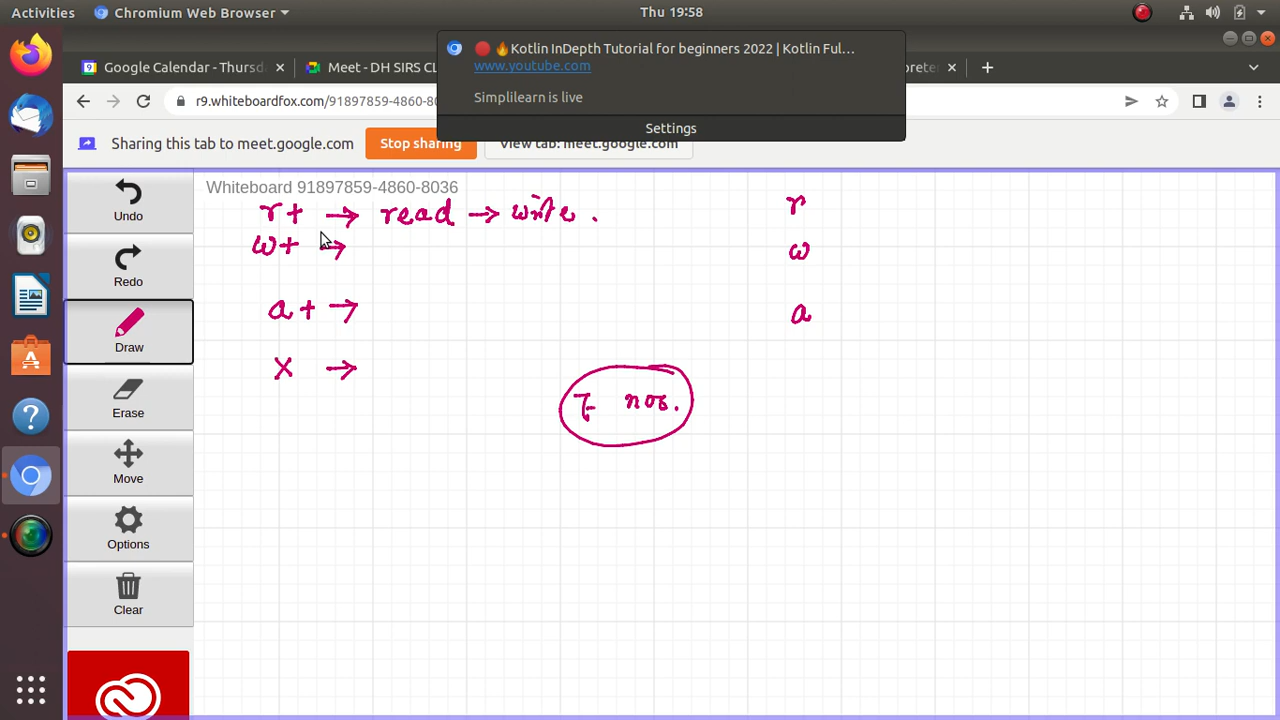 Activities
Chromium Web Browser
Thu 19:58
🔥Kotlin InDepth Tutorial for beginners 2022 | Kotlin Ful...
www.youtube.com
Simplilearn is live
Settings
Google Calendar - Thursd
Meet - DH SIRS CL
r9.whiteboardfox.com/91897859-4860-80
Sharing this tab to meet.google.com
Stop sharing
View tab: meet.google.com
Whiteboard 91897859-4860-8036
Undo
Redo
Draw
Erase
Move
Options
Clear
r+ → read → write .
w+ →
a+ →
x →
r
w
a
nos.